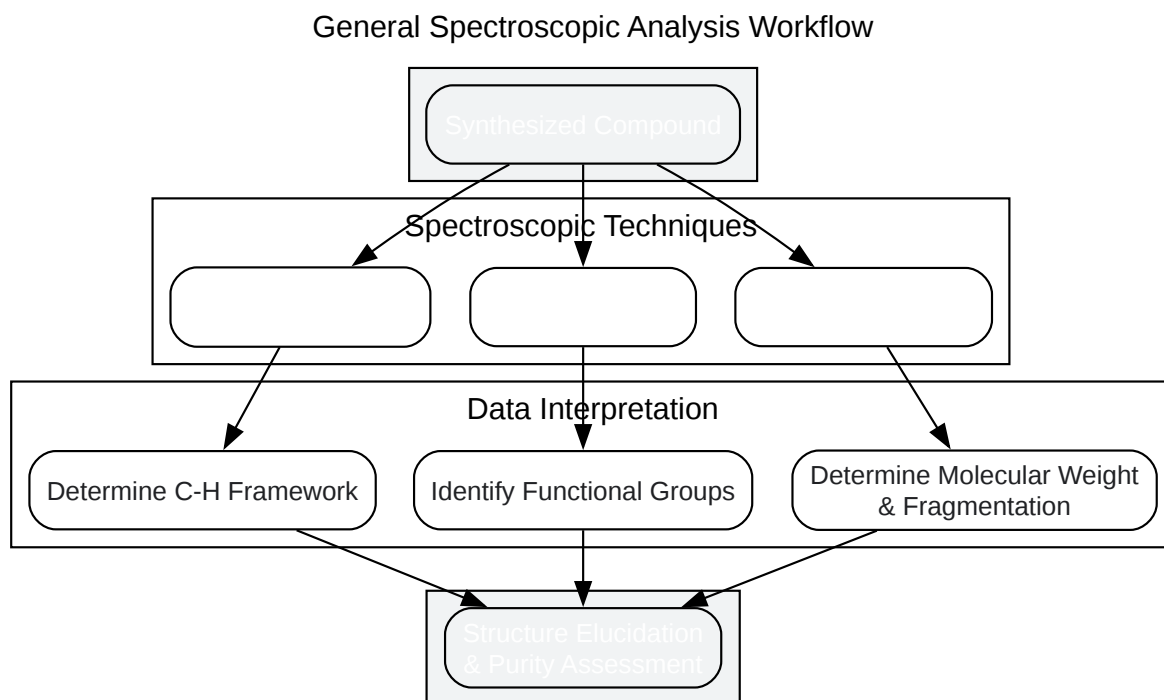 General Spectroscopic Analysis Workflow
Synthesized Compound
Spectroscopic Techniques
Data Interpretation
Determine C-H Framework
Identify Functional Groups
Determine Molecular Weight
& Fragmentation
Structure Elucidation
& Purity Assessment